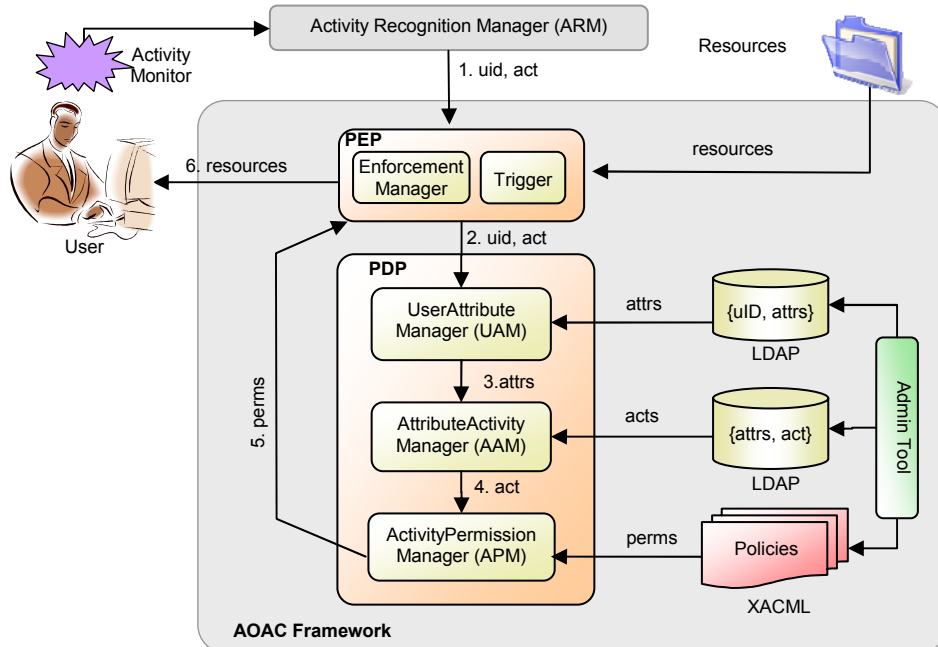 Activity Recognition Manager (ARM)
Activity
Monitor
Resources
1. uid, act
PEP
Enforcement
Manager
Trigger
resources
6. resources
User
2. uid, act
PDP
UserAttribute
Manager (UAM)
attrs
{uID, attrs}
LDAP
3.attrs
5. perms
AttributeActivity
Manager (AAM)
acts
{attrs, act}
LDAP
Admin Tool
4. act
ActivityPermission
Manager (APM)
perms
Policies
XACML
AOAC Framework